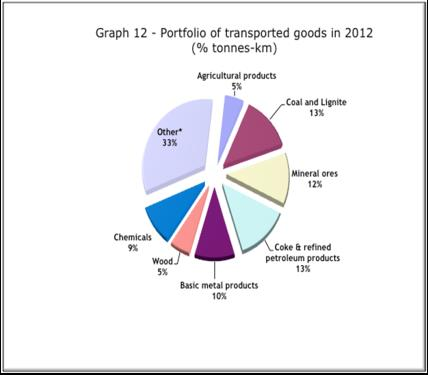 Graph 12 - Portfolio of transported goods in 2012
(% tonnes-km)
Agricultural products
5%
Coal and Lignite
13%
Other*
33%
Mineral ores
12%
Chemicals
9%
Coke & refined
petroleum products
13%
Wood
5%
Basic metal products
10%